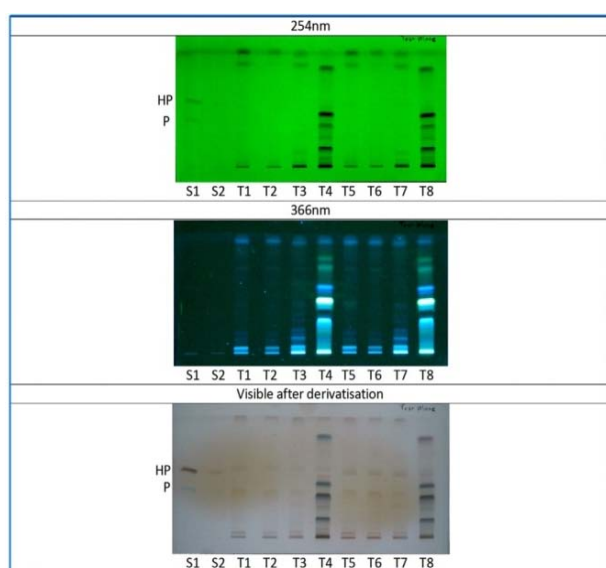 254nm
HP
P
S1 S2 T1 T2 T3 T4 T5 T6 T7 T8
366nm
S1 S2 T1 T2 T3 T4 T5 T6 T7 T8
Visible after derivatisation
HP
P
S1 S2 T1 T2 T3 T4 T5 T6 T7 T8